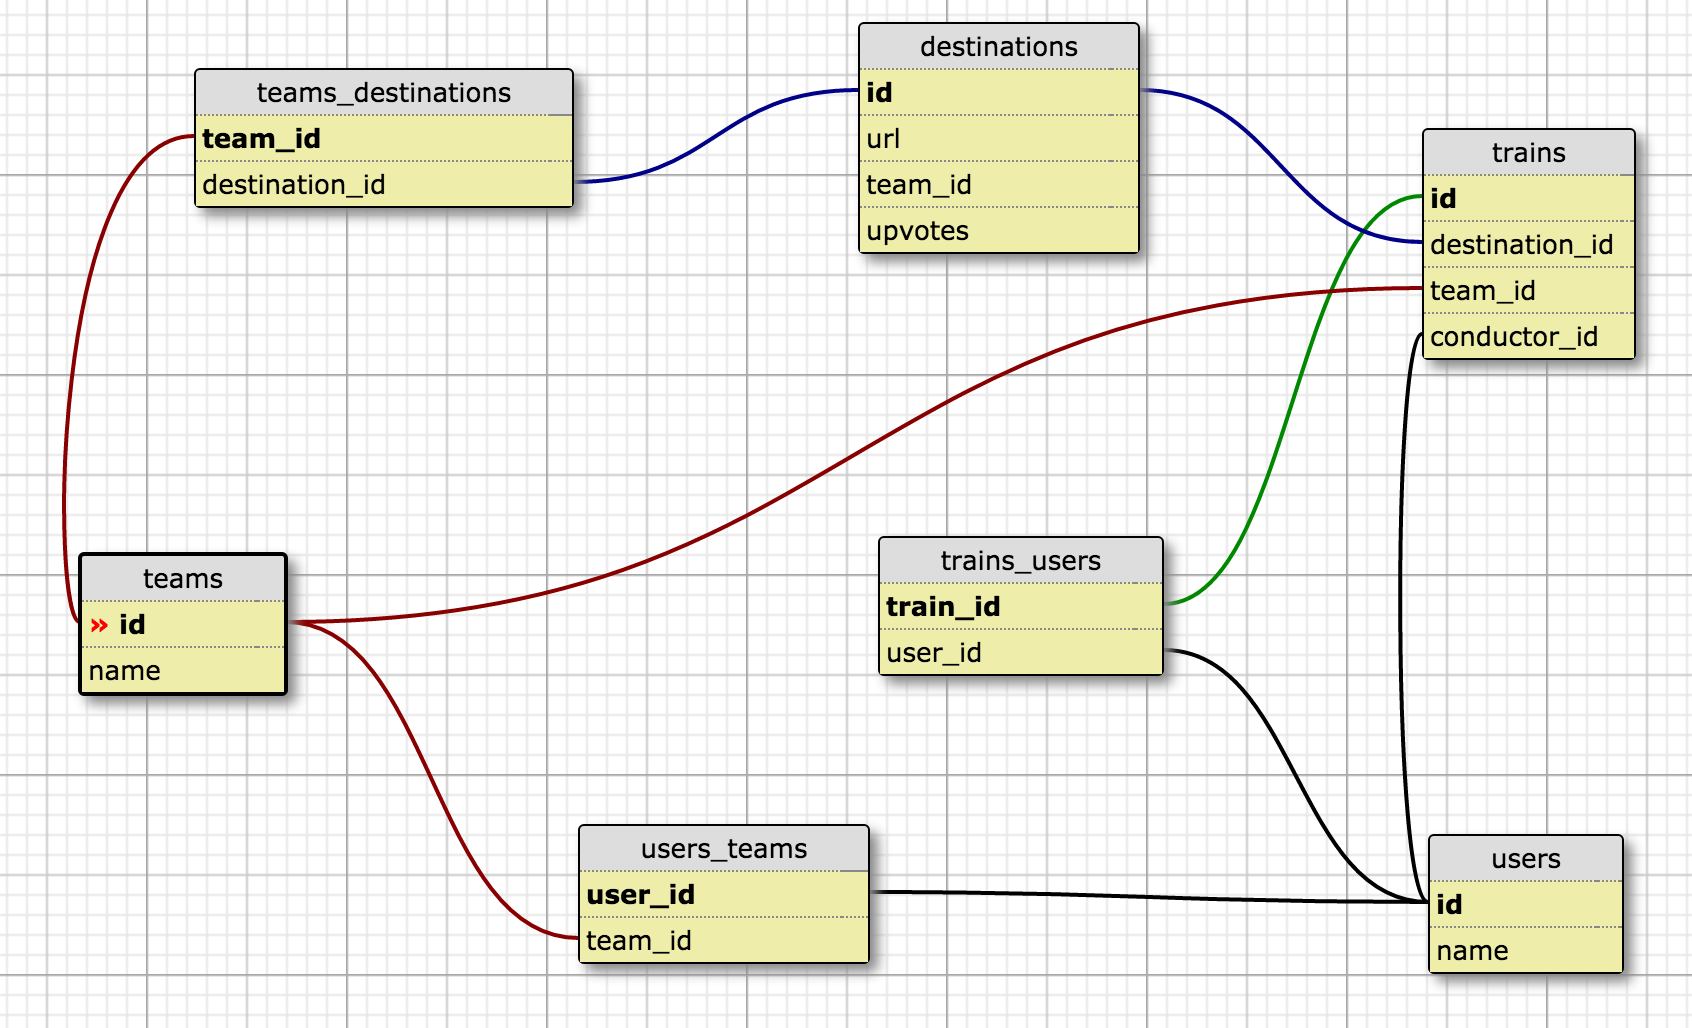 teams_destinations
team_id
destination_id
destinations
id
url
team_id
upvotes
trains
id
destination_id
team_id
conductor_id
teams
» id
name
trains_users
train_id
user_id
users_teams
user_id
team_id
users
id
name